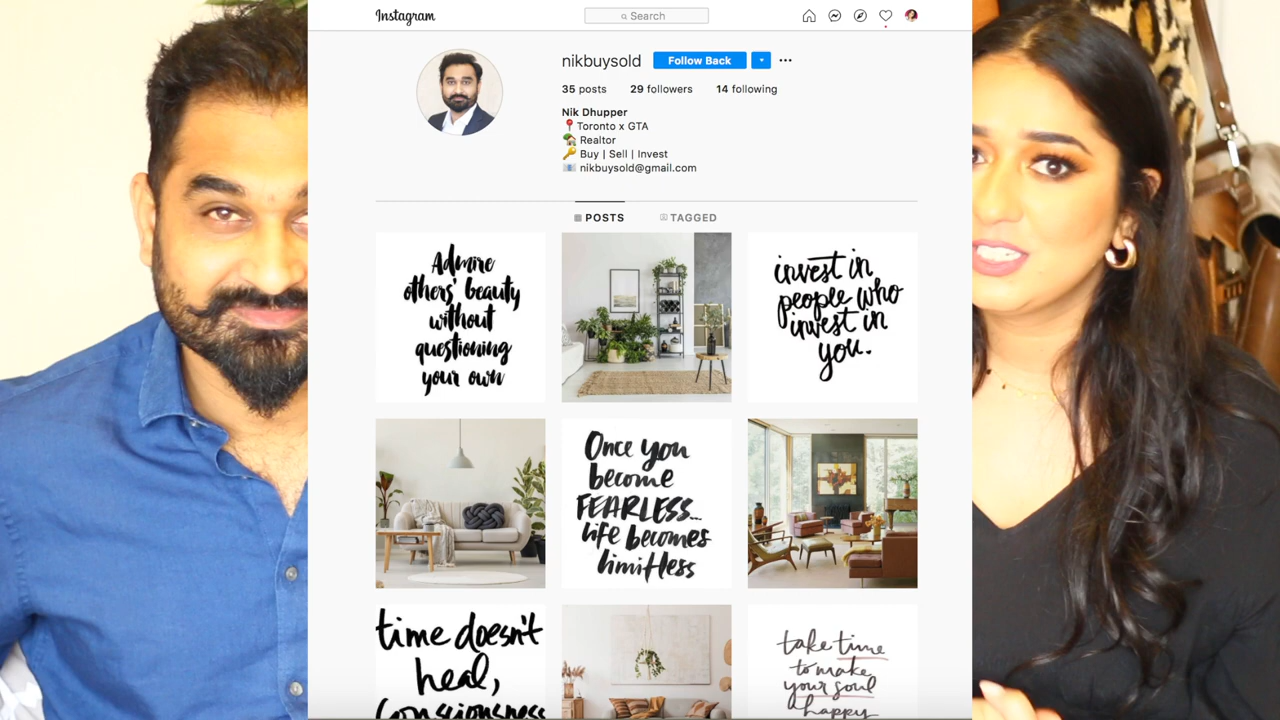 Instagram
Search
nikbuysold Follow Back
35 posts 29 followers 14 following
Nik Dhupper
Toronto x GTA
Realtor
Buy | Sell | Invest
nikbuysold@gmail.com
POSTS TAGGED
Admire
others' beauty
without
questioning
your own
invest in
people who
invest in
you.
Once you
become
FEARLESS...
life becomes
limitless
time doesn't
heal,
Consciousness
take time
to make
your soul
happy